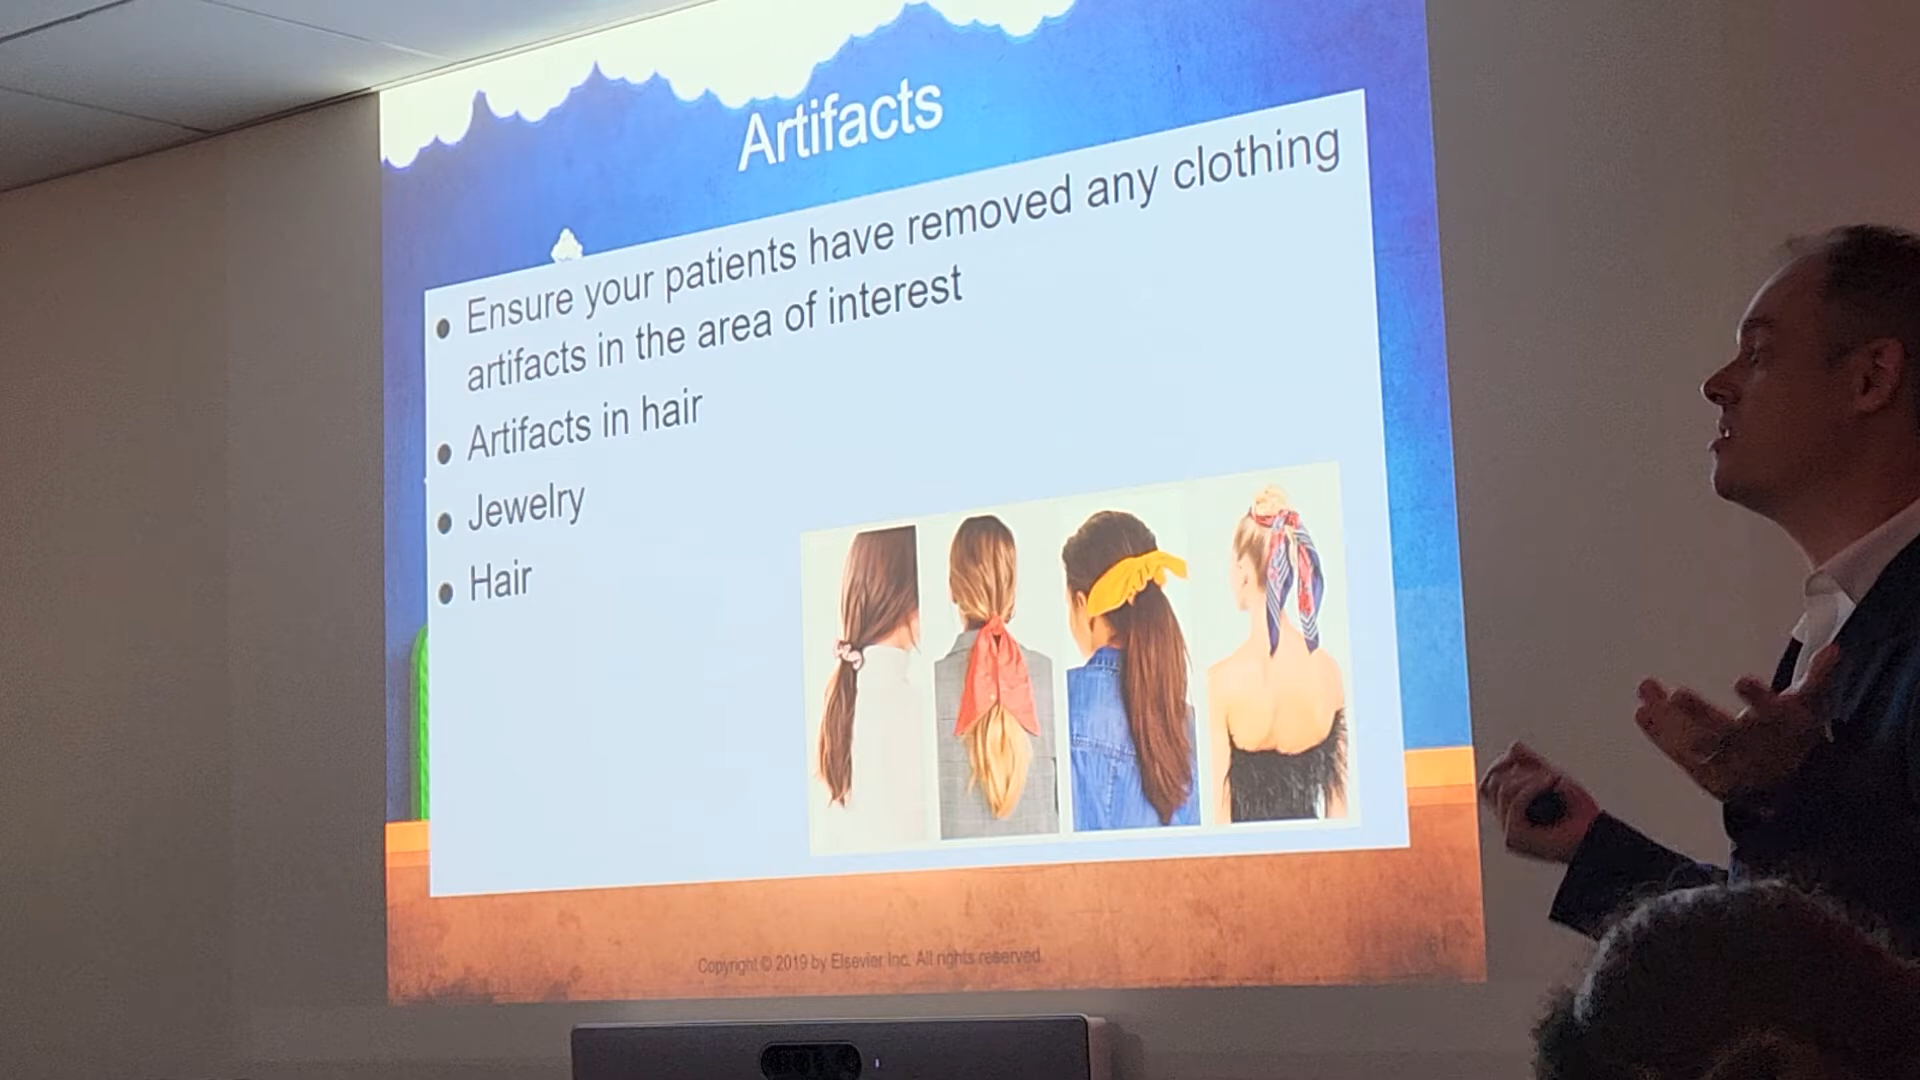 Artifacts
• Ensure your patients have removed any clothing
artifacts in the area of interest
• Artifacts in hair
• Jewelry
• Hair
Copyright © 2019 by Elsevier Inc. All rights reserved.